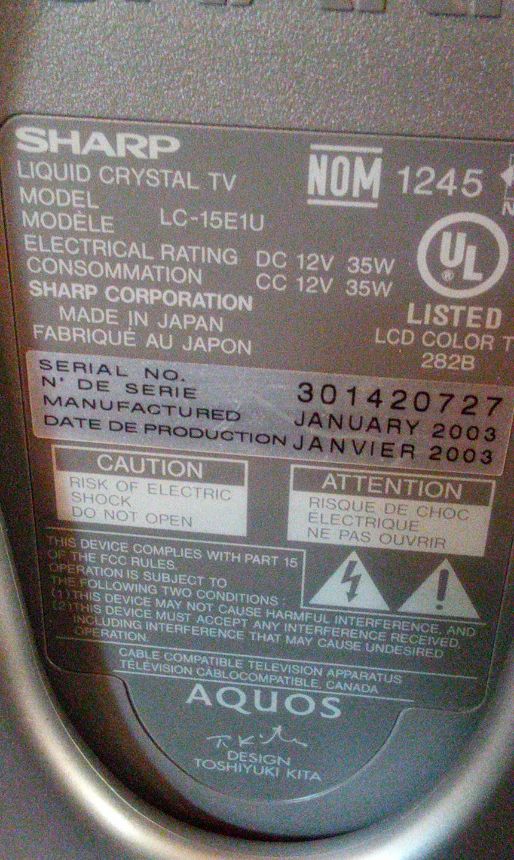 SHARP
LIQUID CRYSTAL TV
MODEL
MODÈLE LC-15E1U
NOM 1245
ELECTRICAL RATING DC 12V 35W
CONSOMMATION CC 12V 35W
SHARP CORPORATION
MADE IN JAPAN
FABRIQUÉ AU JAPON
UL ®
LISTED
LCD COLOR T
282B
SERIAL NO.
N° DE SERIE 301420727
MANUFACTURED JANUARY 2003
DATE DE PRODUCTION JANVIER 2003
CAUTION
RISK OF ELECTRIC
SHOCK
DO NOT OPEN
ATTENTION
RISQUE DE CHOC
ÉLECTRIQUE
NE PAS OUVRIR
THIS DEVICE COMPLIES WITH PART 15
OF THE FCC RULES.
OPERATION IS SUBJECT TO
THE FOLLOWING TWO CONDITIONS :
(1)THIS DEVICE MAY NOT CAUSE HARMFUL INTERFERENCE, AND
(2)THIS DEVICE MUST ACCEPT ANY INTERFERENCE RECEIVED,
INCLUDING INTERFERENCE THAT MAY CAUSE UNDESIRED
OPERATION.
CABLE COMPATIBLE TELEVISION APPARATUS
TÉLÉVISION CÂBLOCOMPATIBLE, CANADA
AQUOS
T. Kita
DESIGN
TOSHIYUKI KITA